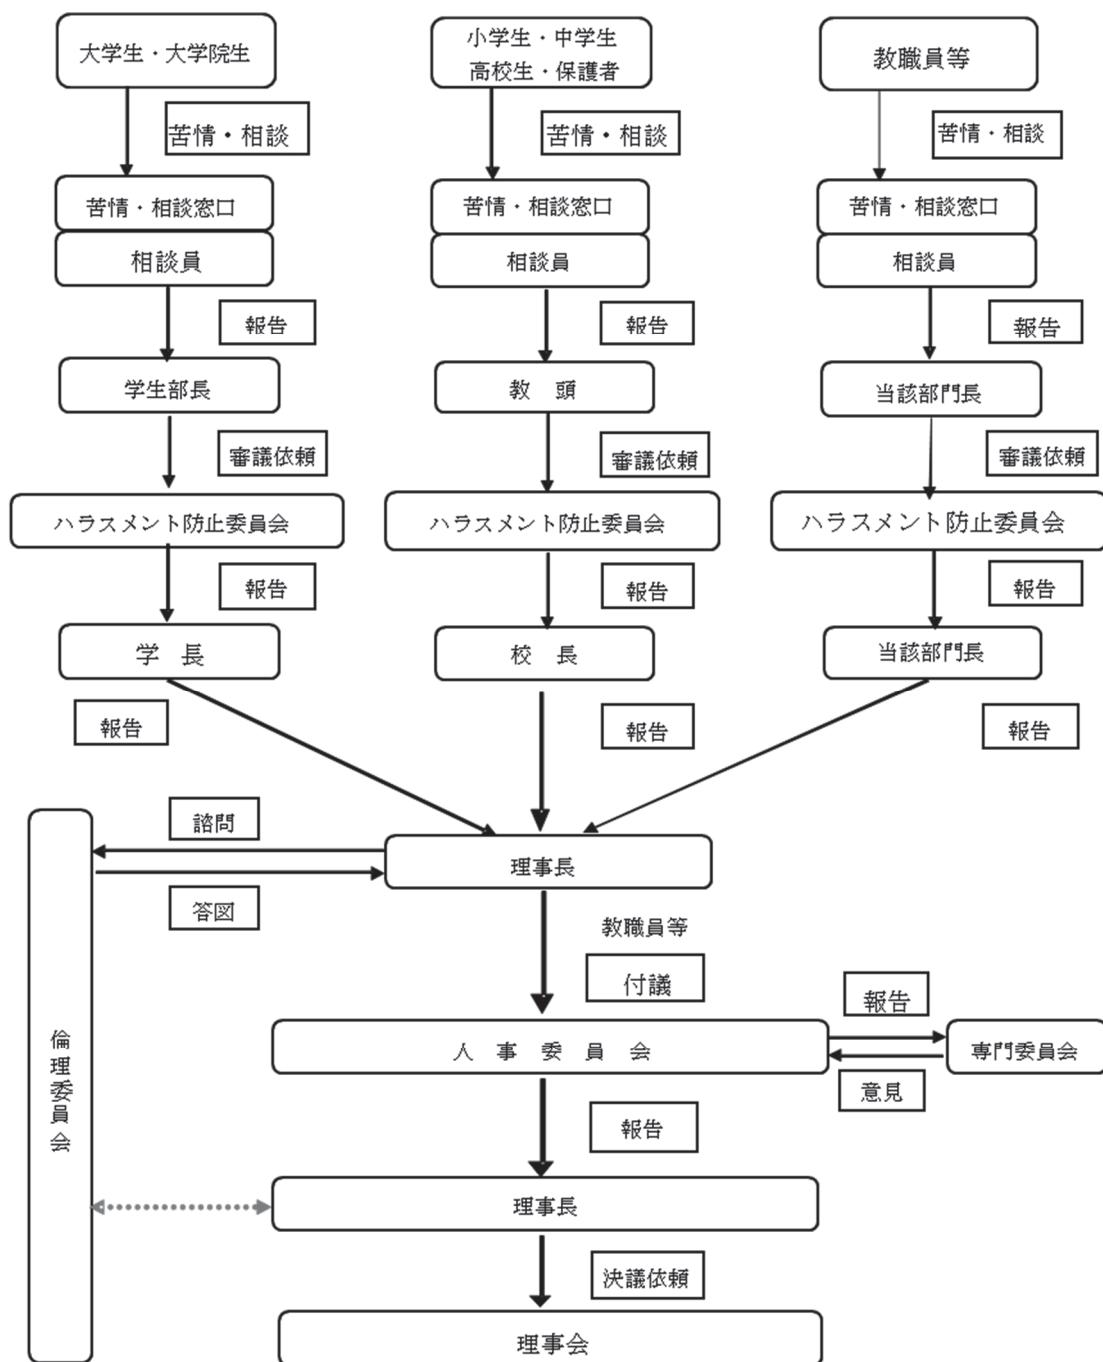 大学生・大学院生
小学生・中学生
高校生・保護者
教職員等
苦情・相談
苦情・相談
苦情・相談
苦情・相談窓口
苦情・相談窓口
苦情・相談窓口
相談員
相談員
相談員
報告
報告
報告
学生部長
教 頭
当該部門長
審議依頼
審議依頼
審議依頼
ハラスメント防止委員会
ハラスメント防止委員会
ハラスメント防止委員会
報告
報告
報告
学 長
校 長
当該部門長
報告
報告
報告
諮問
理事長
答図
教職員等
付議
報告
人 事 委 員 会
専門委員会
意見
倫理委員会
報告
理事長
決議依頼
理事会